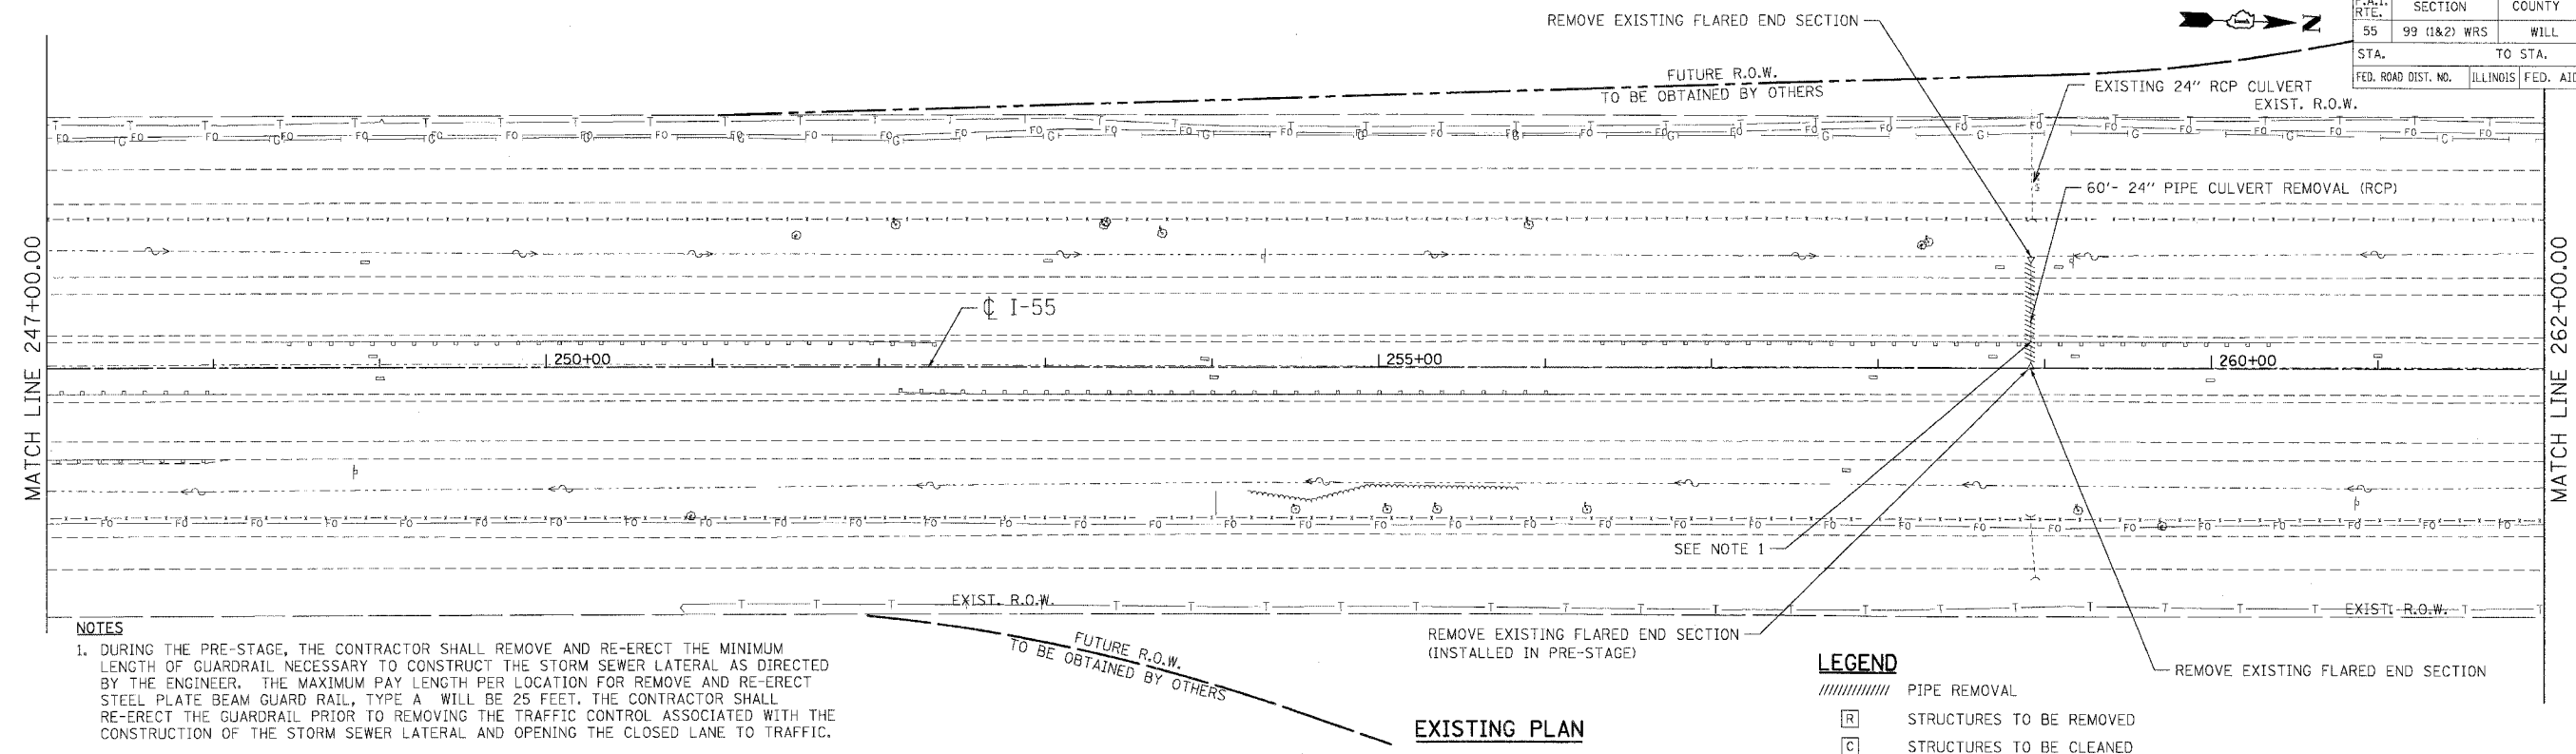 REMOVE EXISTING FLARED END SECTION
N
F.A.I. RTE. SECTION COUNTY
55 99 (1&2) WRS WILL
STA. TO STA.
FED. ROAD DIST. NO. ILLINOIS FED. AID
FUTURE R.O.W.
TO BE OBTAINED BY OTHERS
EXISTING 24" RCP CULVERT
EXIST. R.O.W.
60'- 24" PIPE CULVERT REMOVAL (RCP)
MATCH LINE 247+00.00
℄ I-55
250+00
255+00
260+00
MATCH LINE 262+00.00
SEE NOTE 1
EXIST. R.O.W.
EXIST. R.O.W.
FUTURE R.O.W.
TO BE OBTAINED BY OTHERS
REMOVE EXISTING FLARED END SECTION
(INSTALLED IN PRE-STAGE)
REMOVE EXISTING FLARED END SECTION
NOTES
1. DURING THE PRE-STAGE, THE CONTRACTOR SHALL REMOVE AND RE-ERECT THE MINIMUM
LENGTH OF GUARDRAIL NECESSARY TO CONSTRUCT THE STORM SEWER LATERAL AS DIRECTED
BY THE ENGINEER. THE MAXIMUM PAY LENGTH PER LOCATION FOR REMOVE AND RE-ERECT
STEEL PLATE BEAM GUARD RAIL, TYPE A WILL BE 25 FEET. THE CONTRACTOR SHALL
RE-ERECT THE GUARDRAIL PRIOR TO REMOVING THE TRAFFIC CONTROL ASSOCIATED WITH THE
CONSTRUCTION OF THE STORM SEWER LATERAL AND OPENING THE CLOSED LANE TO TRAFFIC.
EXISTING PLAN
LEGEND
PIPE REMOVAL
R STRUCTURES TO BE REMOVED
C STRUCTURES TO BE CLEANED